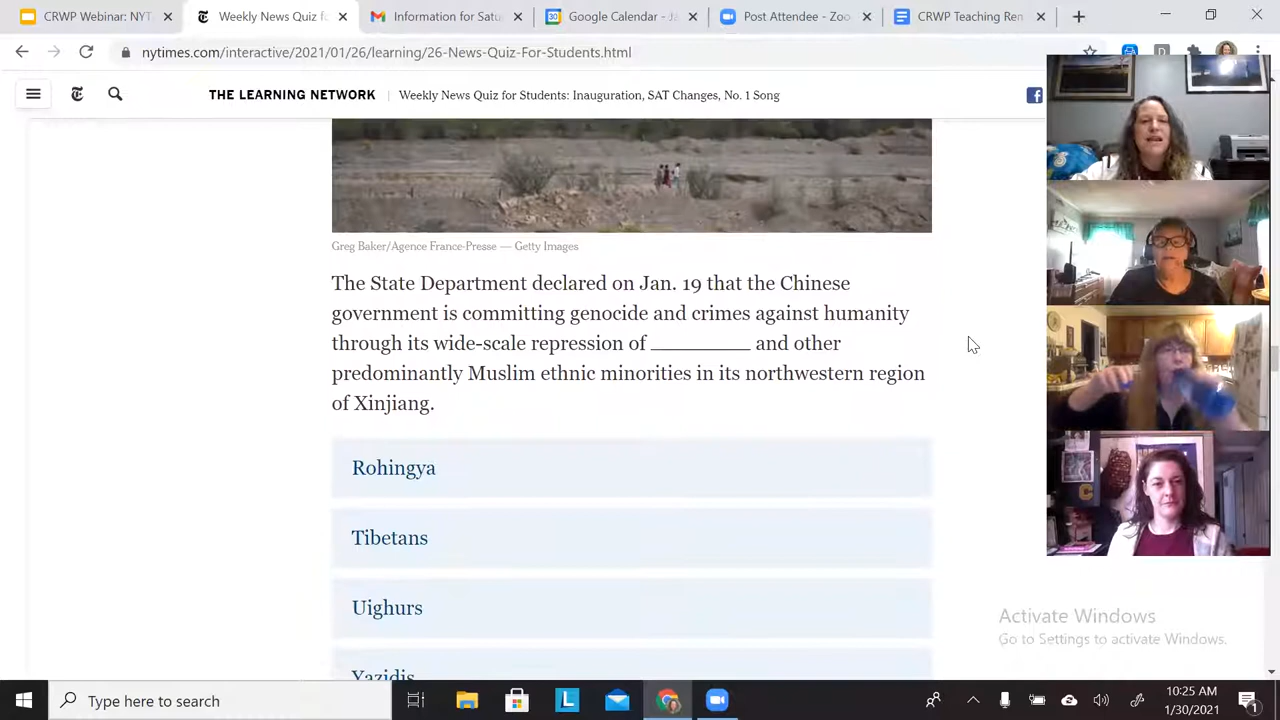 CRWP Webinar: NYT
Weekly News Quiz for
Information for Satu
Google Calendar - Ja
Post Attendee - Zoo
CRWP Teaching Ren
nytimes.com/interactive/2021/01/26/learning/26-News-Quiz-For-Students.html
THE LEARNING NETWORK
Weekly News Quiz for Students: Inauguration, SAT Changes, No. 1 Song
Greg Baker/Agence France-Presse — Getty Images
The State Department declared on Jan. 19 that the Chinese
government is committing genocide and crimes against humanity
through its wide-scale repression of _________ and other
predominantly Muslim ethnic minorities in its northwestern region
of Xinjiang.
Rohingya
Tibetans
Uighurs
Yazidis
Activate Windows
Go to Settings to activate Windows.
Type here to search
10:25 AM
1/30/2021